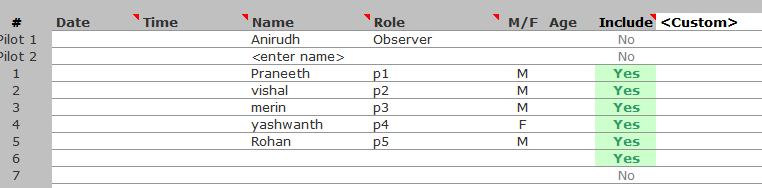 # Date Time Name Role M/F Age Include <Custom>
Pilot 1 Anirudh Observer No
Pilot 2 <enter name> No
1 Praneeth p1 M Yes
2 vishal p2 M Yes
3 merin p3 M Yes
4 yashwanth p4 F Yes
5 Rohan p5 M Yes
6 Yes
7 No